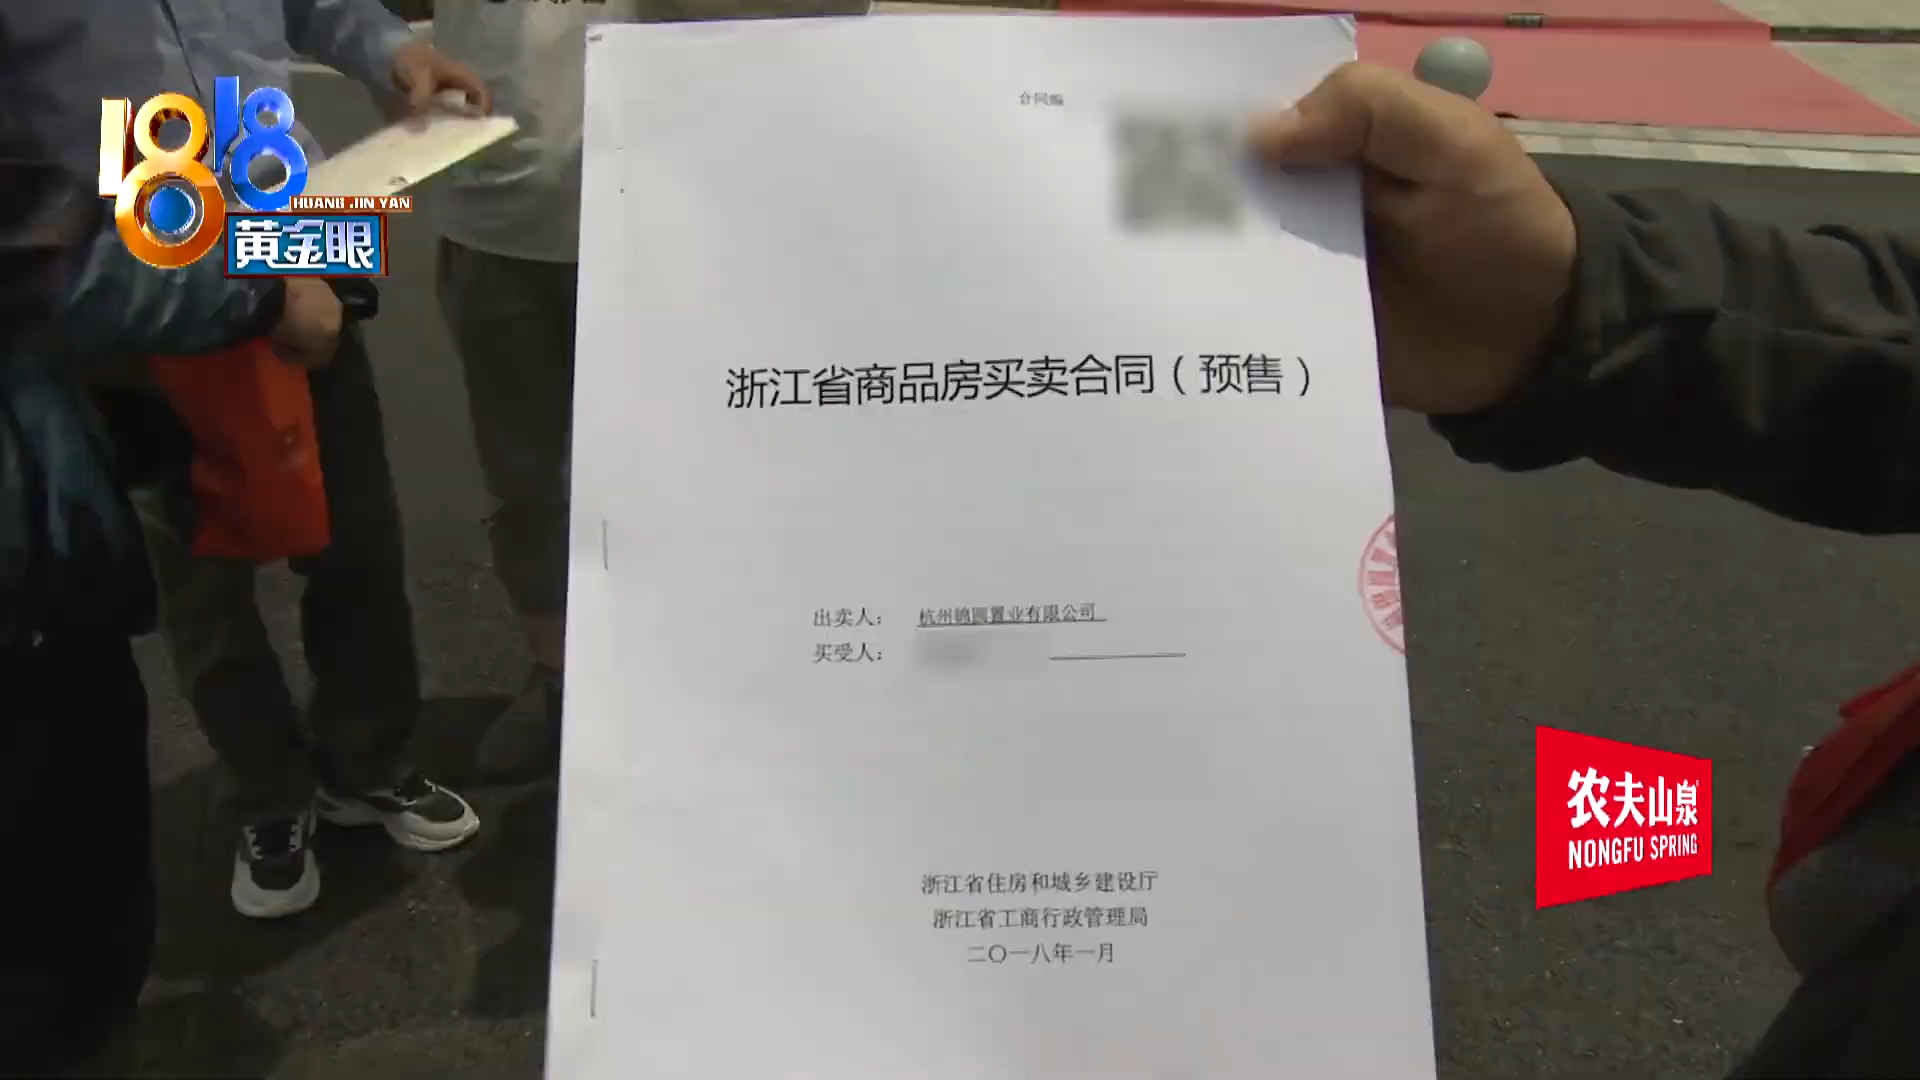 1818
HUANG JIN YAN
黄金眼
合同编
浙江省商品房买卖合同（预售）
出卖人：
杭州锦圆置业有限公司
买受人：
浙江省住房和城乡建设厅
浙江省工商行政管理局
二〇一八年一月
农夫山泉
NONGFU SPRING